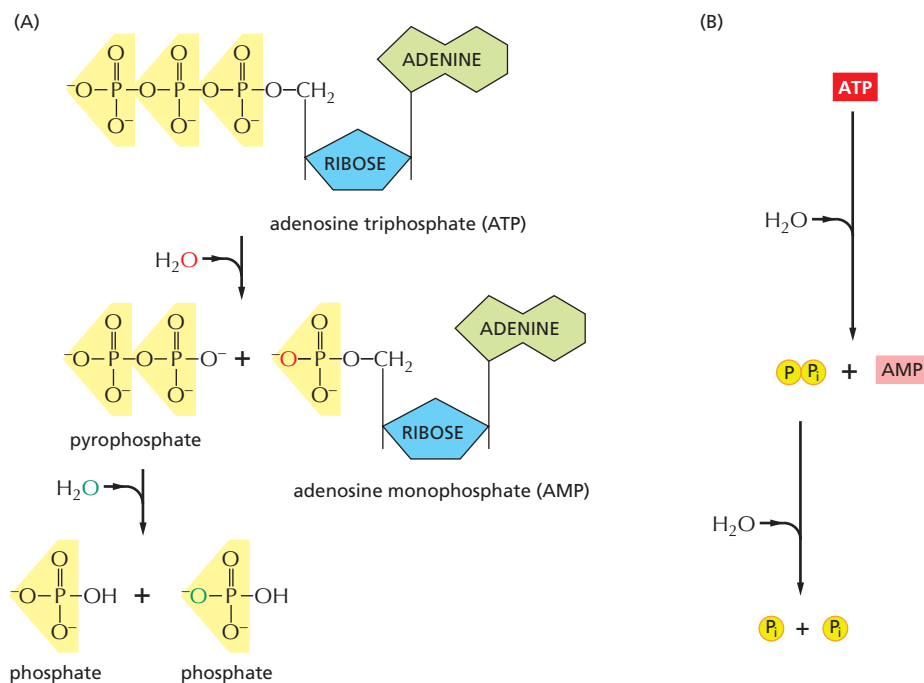 (A)
O O O
⁻O–P–O–P–O–P–O–CH₂
O⁻ O⁻ O⁻
ADENINE
RIBOSE
adenosine triphosphate (ATP)
H₂O
O O O
⁻O–P–O–P–O⁻ + ⁻O–P–O–CH₂
O⁻ O⁻ O⁻
ADENINE
RIBOSE
pyrophosphate
adenosine monophosphate (AMP)
H₂O
O O
⁻O–P–OH + ⁻O–P–OH
O⁻ O⁻
phosphate phosphate
(B)
ATP
H₂O
P Pᵢ + AMP
H₂O
Pᵢ + Pᵢ